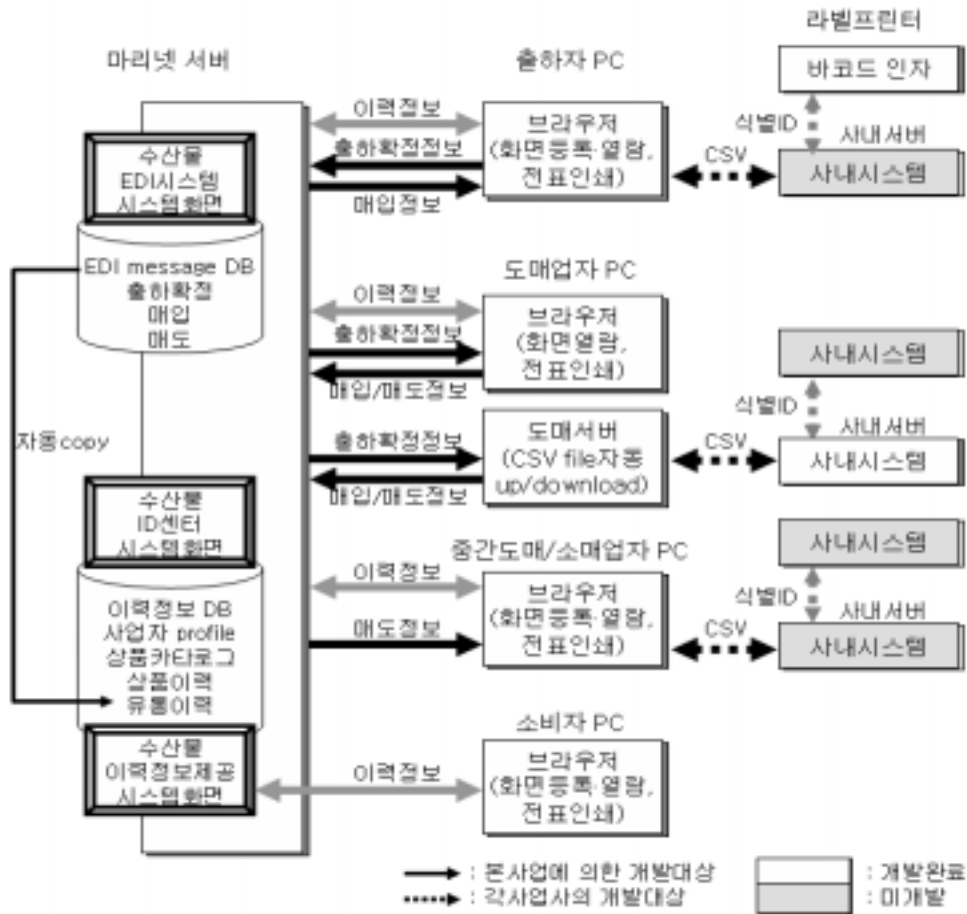 라벨프린터
마리넷 서버
출하자 PC
바코드 인자
이력정보
브라우저
(화면등록·열람,
전표인쇄)
식별ID
사내서버
수산물
EDI시스템
시스템화면
출하확정정보
CSV
사내시스템
매입정보
EDI message DB
출하확정
매입
매도
도매업자 PC
이력정보
브라우저
(화면열람,
전표인쇄)
출하확정정보
매입/매도정보
사내시스템
식별ID
자동copy
출하확정정보
도매서버
(CSV file자동
up/download)
CSV
사내서버
사내시스템
매입/매도정보
수산물
ID센터
시스템화면
중간도매/소매업자 PC
사내시스템
이력정보
브라우저
(화면등록·열람,
전표인쇄)
식별ID
사내서버
이력정보 DB
사업자 profile
상품카타로그
상품이력
유통이력
매도정보
CSV
사내시스템
소비자 PC
수산물
이력정보제공
시스템화면
이력정보
브라우저
(화면등록·열람,
전표인쇄)
: 본사업에 의한 개발대상
: 각사업사의 개발대상
: 개발완료
: 미개발